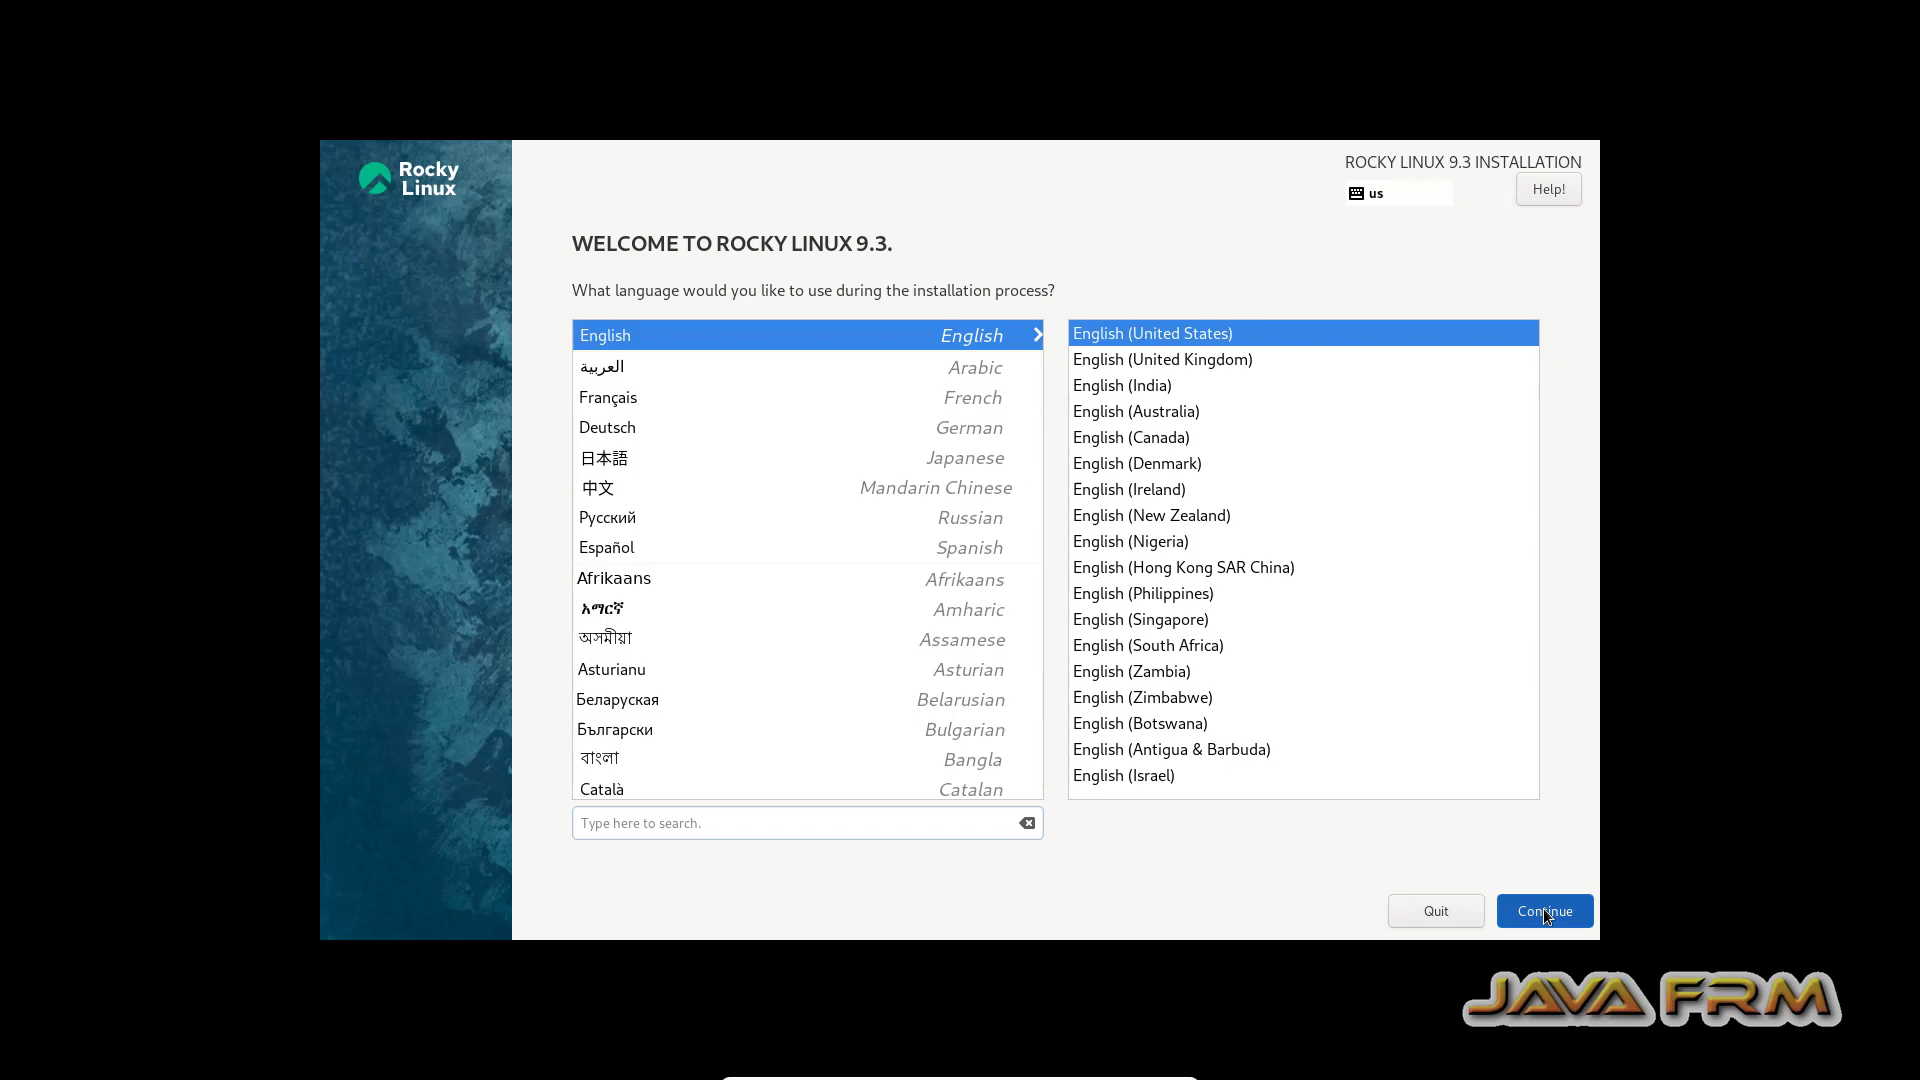 Rocky
Linux
ROCKY LINUX 9.3 INSTALLATION
us
Help!
WELCOME TO ROCKY LINUX 9.3.
What language would you like to use during the installation process?
English English
العربية Arabic
Français French
Deutsch German
日本語 Japanese
中文 Mandarin Chinese
Русский Russian
Español Spanish
Afrikaans Afrikaans
አማርኛ Amharic
অসমীয়া Assamese
Asturianu Asturian
Беларуская Belarusian
Български Bulgarian
বাংলা Bangla
Català Catalan
Type here to search.
English (United States)
English (United Kingdom)
English (India)
English (Australia)
English (Canada)
English (Denmark)
English (Ireland)
English (New Zealand)
English (Nigeria)
English (Hong Kong SAR China)
English (Philippines)
English (Singapore)
English (South Africa)
English (Zambia)
English (Zimbabwe)
English (Botswana)
English (Antigua & Barbuda)
English (Israel)
Quit
Continue
JAVA FRM